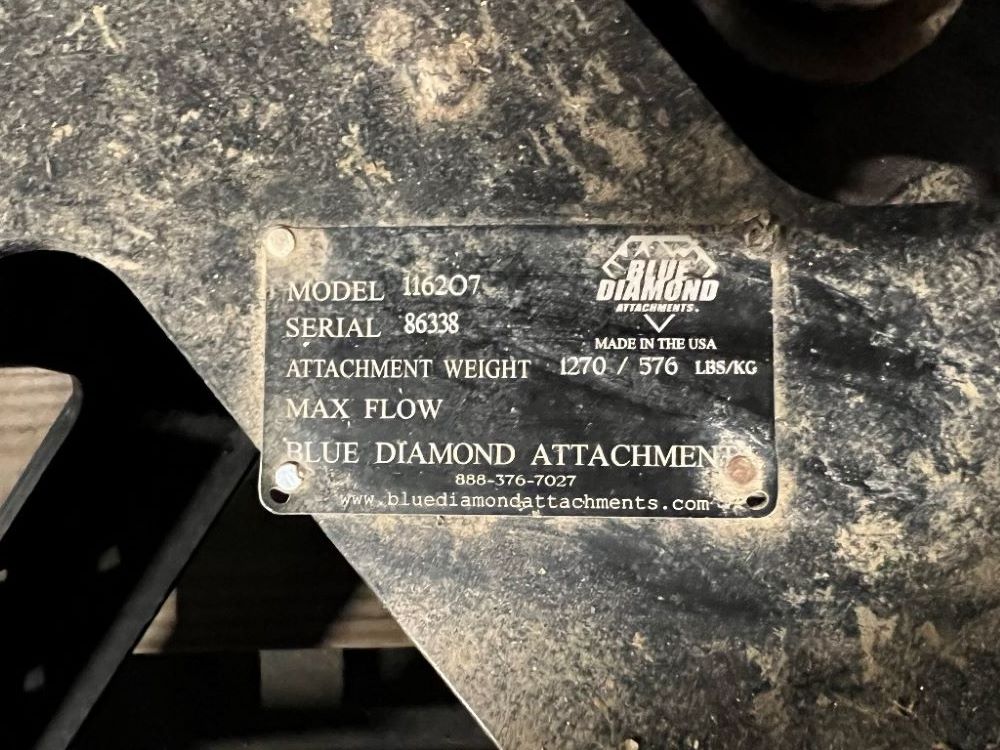 MODEL 116207
SERIAL 86338
BLUE
DIAMOND
ATTACHMENTS.
MADE IN THE USA
ATTACHMENT WEIGHT 1270 / 576 LBS/KG
MAX FLOW
BLUE DIAMOND ATTACHMENTS
888-376-7027
www.bluediamondattachments.com